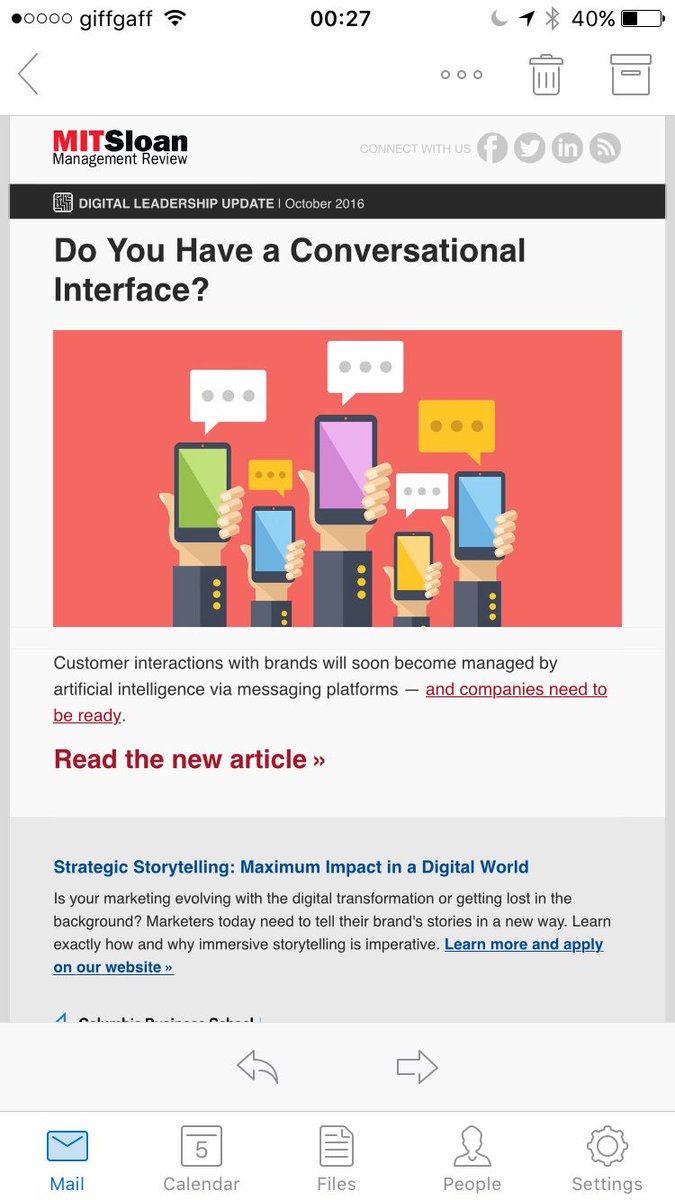 giffgaff 00:27 40%
MITSloan
Management Review
CONNECT WITH US
DIGITAL LEADERSHIP UPDATE | October 2016
Do You Have a Conversational
Interface?
Customer interactions with brands will soon become managed by
artificial intelligence via messaging platforms — and companies need to
be ready.
Read the new article »
Strategic Storytelling: Maximum Impact in a Digital World
Is your marketing evolving with the digital transformation or getting lost in the
background? Marketers today need to tell their brand's stories in a new way. Learn
exactly how and why immersive storytelling is imperative. Learn more and apply
on our website »
Columbia Business School
5
Mail Calendar Files People Settings